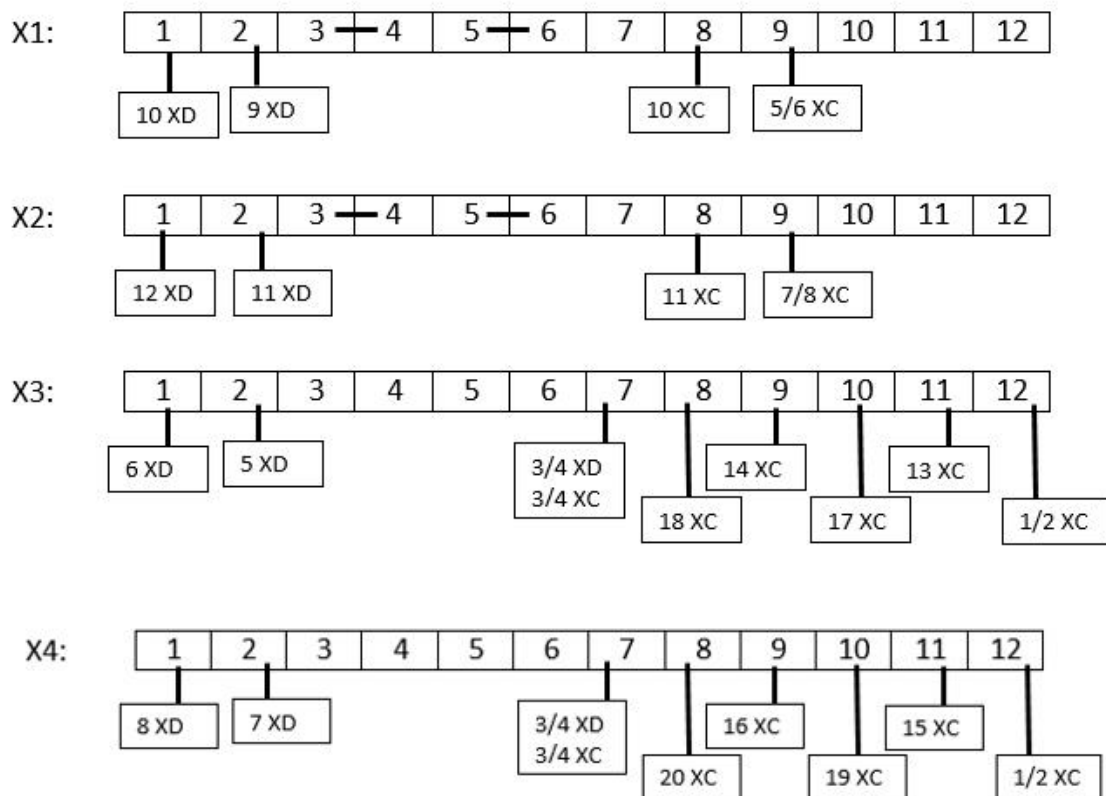 X1: 1 2 3 4 5 6 7 8 9 10 11 12
10 XD 9 XD 10 XC 5/6 XC
X2: 1 2 3 4 5 6 7 8 9 10 11 12
12 XD 11 XD 11 XC 7/8 XC
X3: 1 2 3 4 5 6 7 8 9 10 11 12
6 XD 5 XD 3/4 XD 14 XC 13 XC
3/4 XC 18 XC 17 XC 1/2 XC
X4: 1 2 3 4 5 6 7 8 9 10 11 12
8 XD 7 XD 3/4 XD 16 XC 15 XC
3/4 XC 20 XC 19 XC 1/2 XC